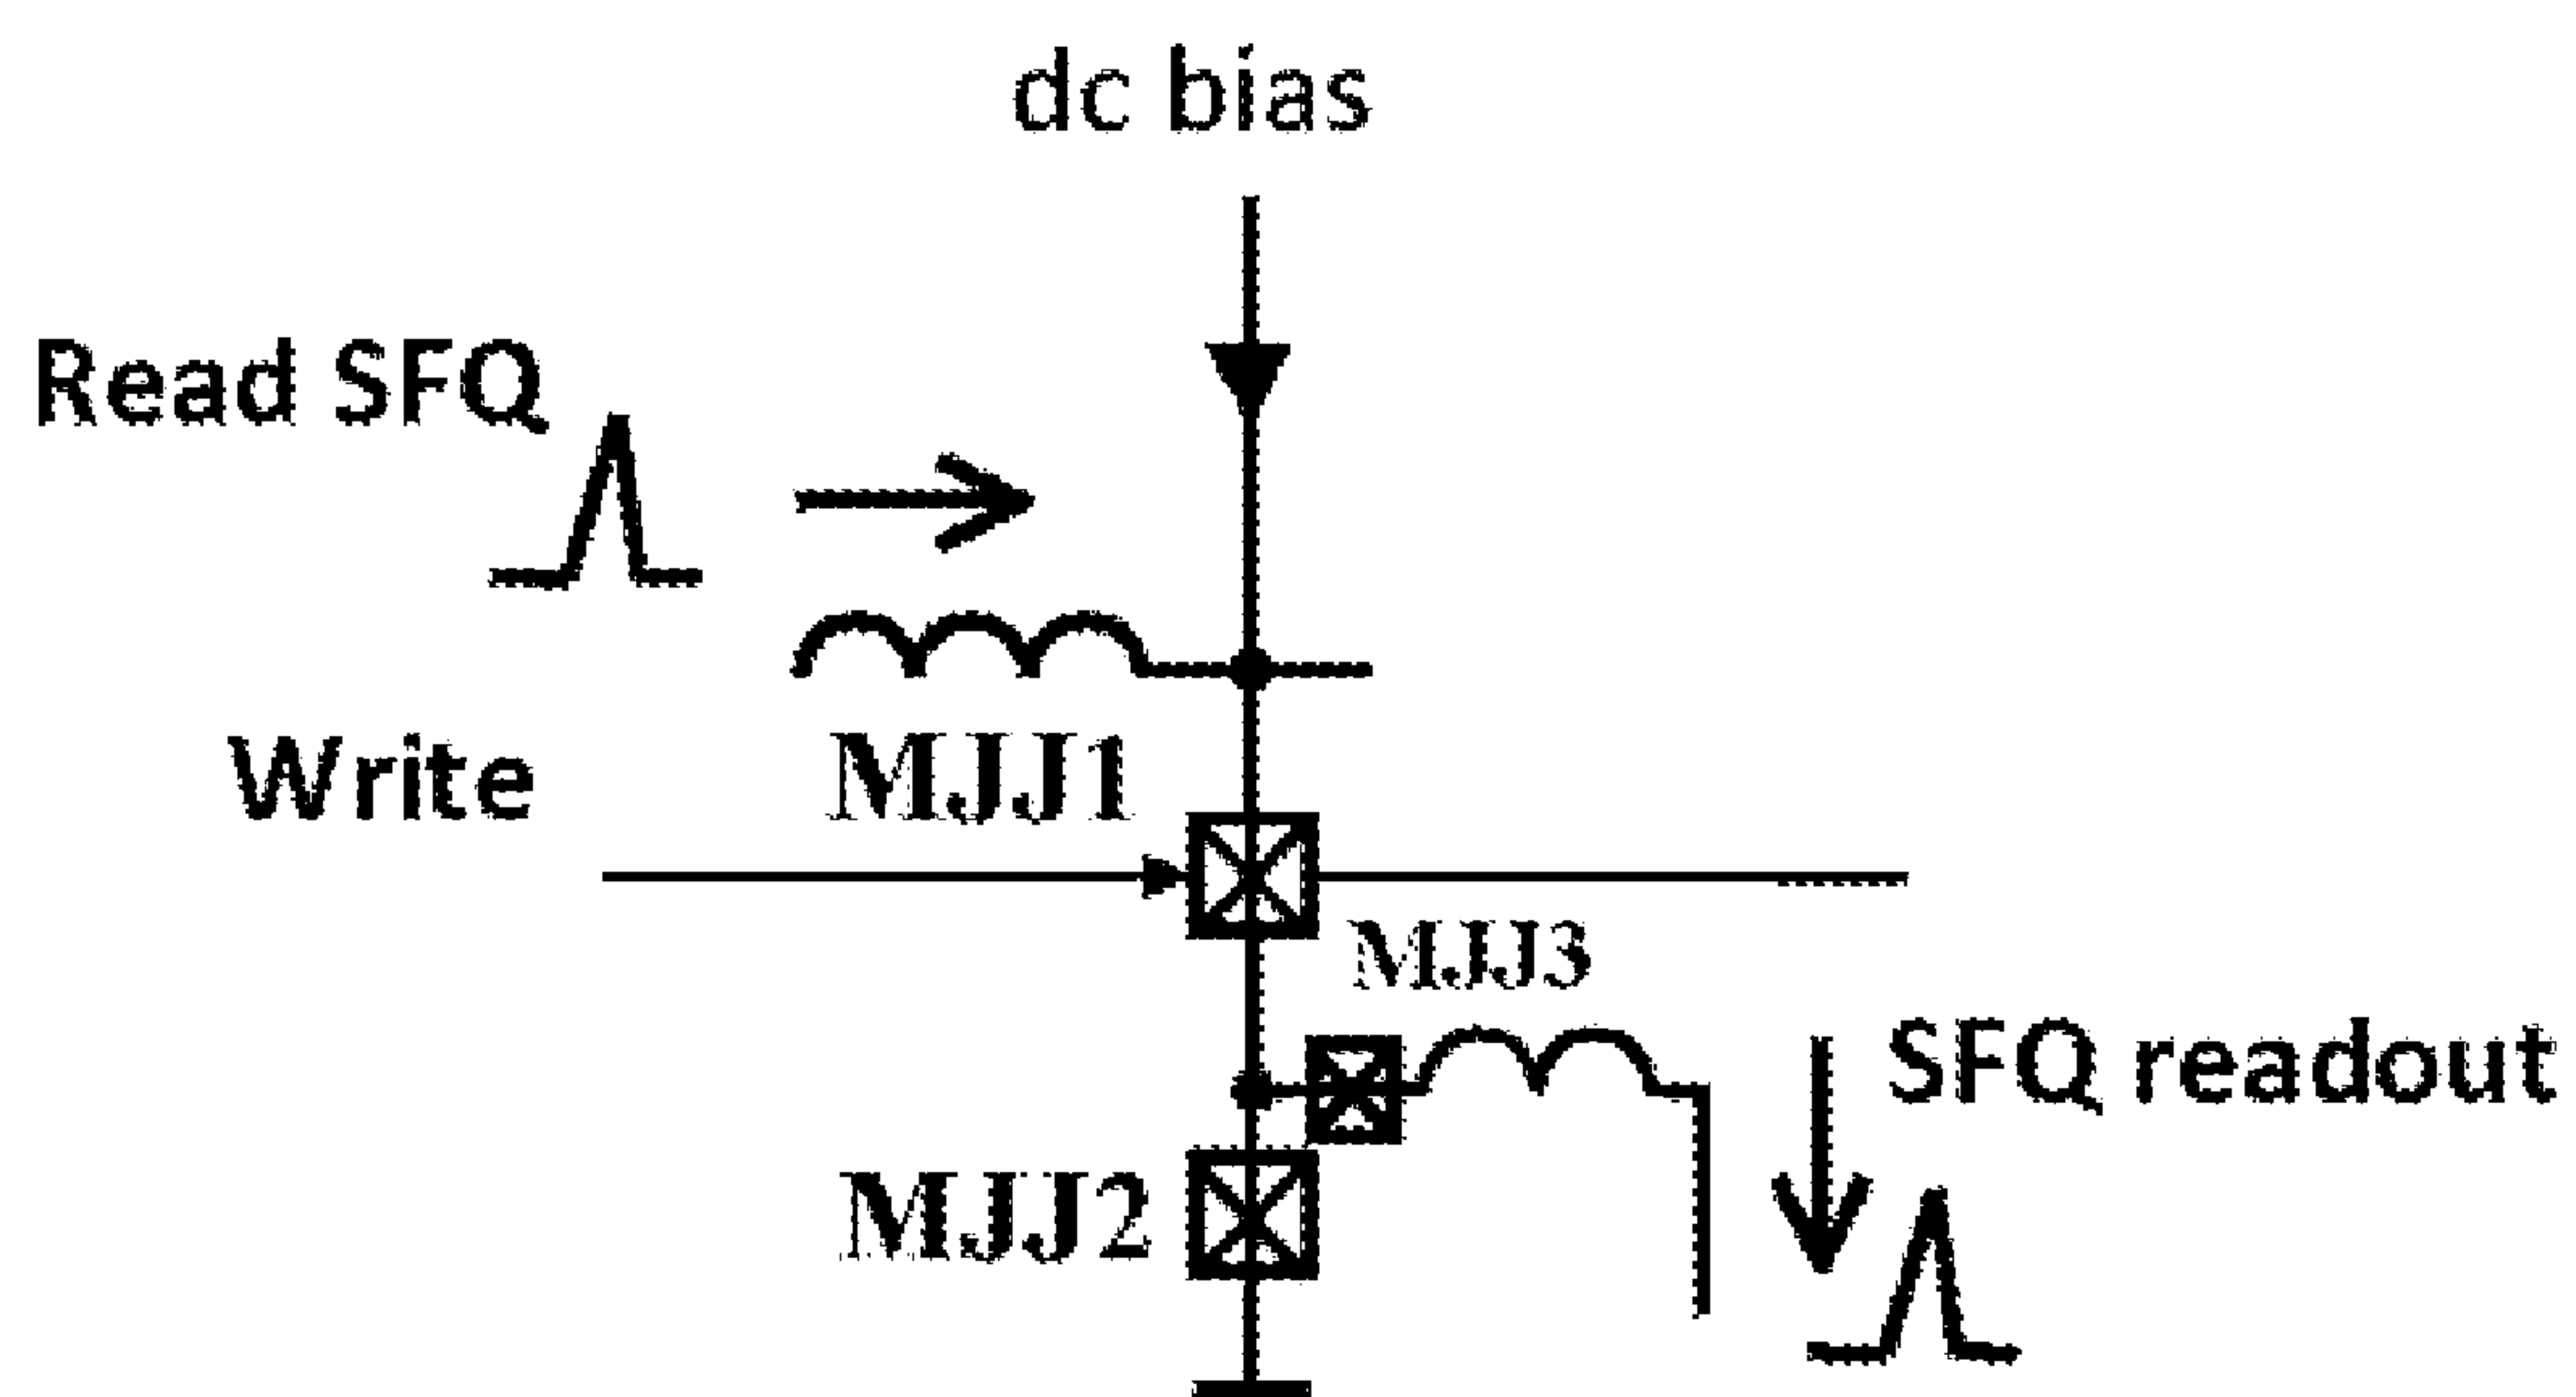 dc bias
Read SFQ
Write
MJJ1
MJJ3
SFQ readout
MJJ2